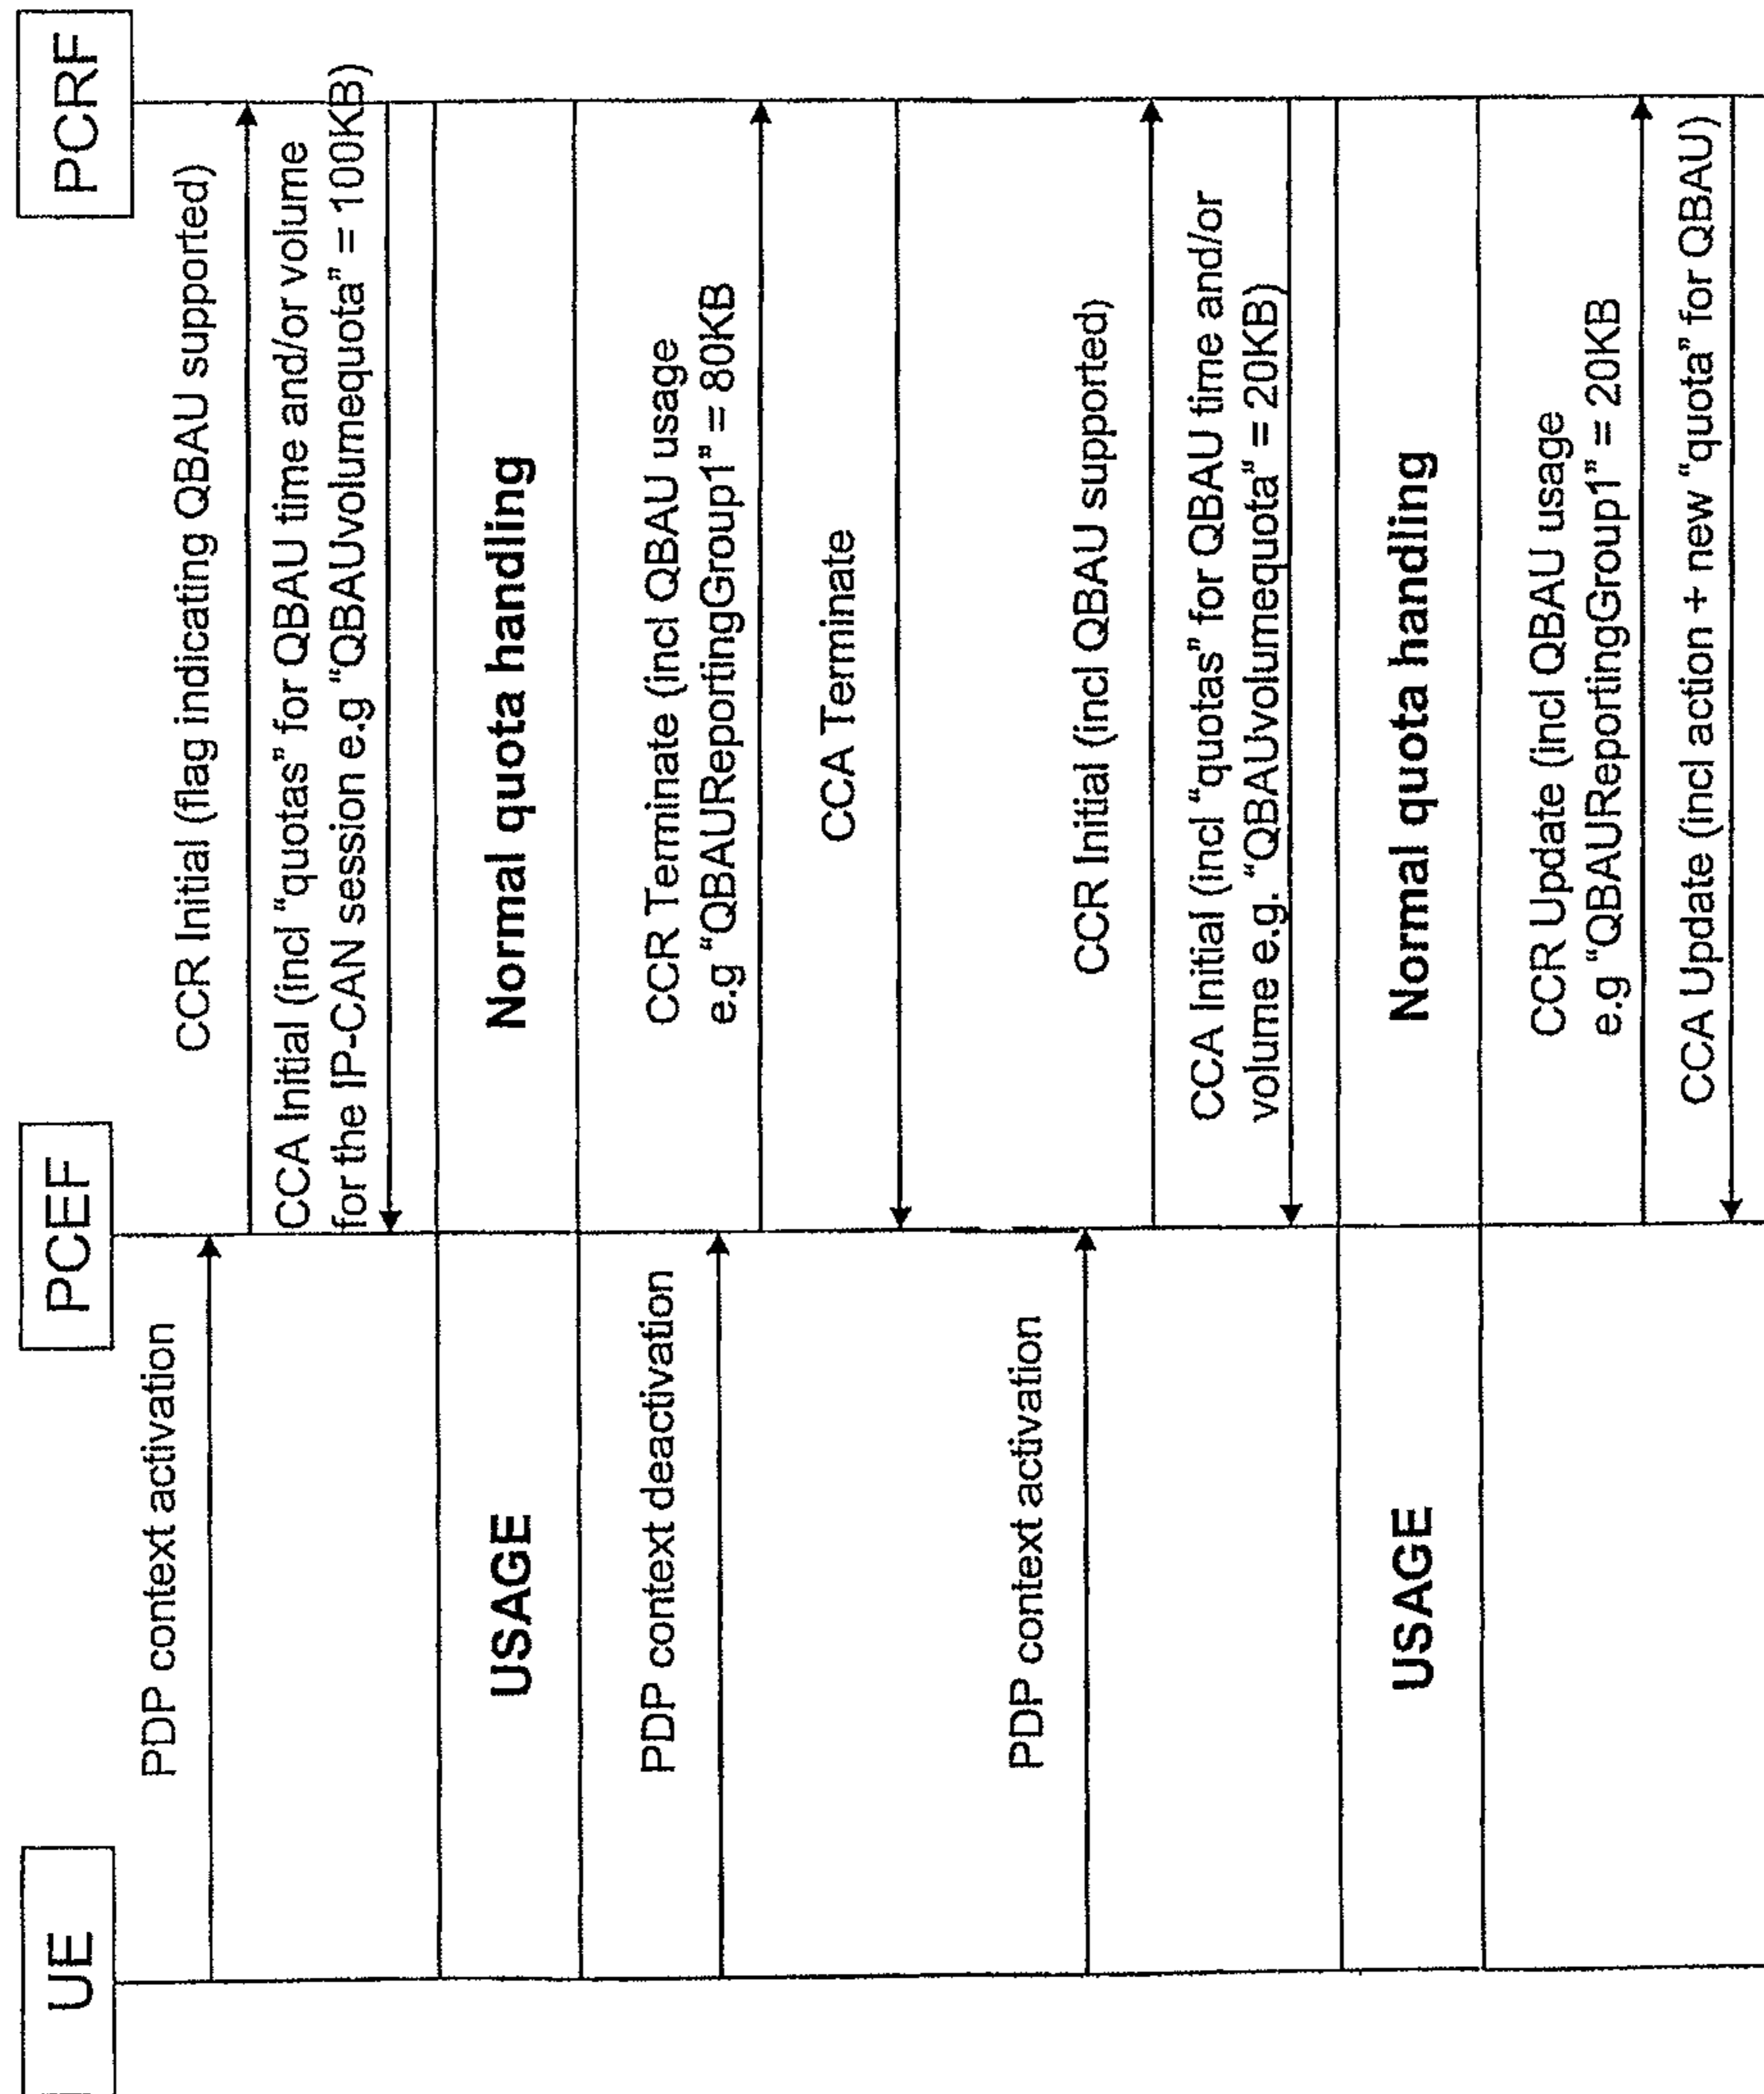 UE
PCEF
PCRF
PDP context activation
CCR Initial (flag indicating QBAU supported)
CCA Initial (incl "quotas" for QBAU time and/or volume
for the IP-CAN session e.g "QBAUvolumequota" = 100KB)
USAGE
Normal quota handling
PDP context deactivation
CCR Terminate (incl QBAU usage
e.g "QBAUReportingGroup1" = 80KB
CCA Terminate
PDP context activation
CCR Initial (incl QBAU supported)
CCA Initial (incl "quotas" for QBAU time and/or
volume e.g. "QBAUvolumequota" = 20KB)
USAGE
Normal quota handling
CCR Update (incl QBAU usage
e.g "QBAUReportingGroup1" = 20KB
CCA Update (incl action + new "quota" for QBAU)